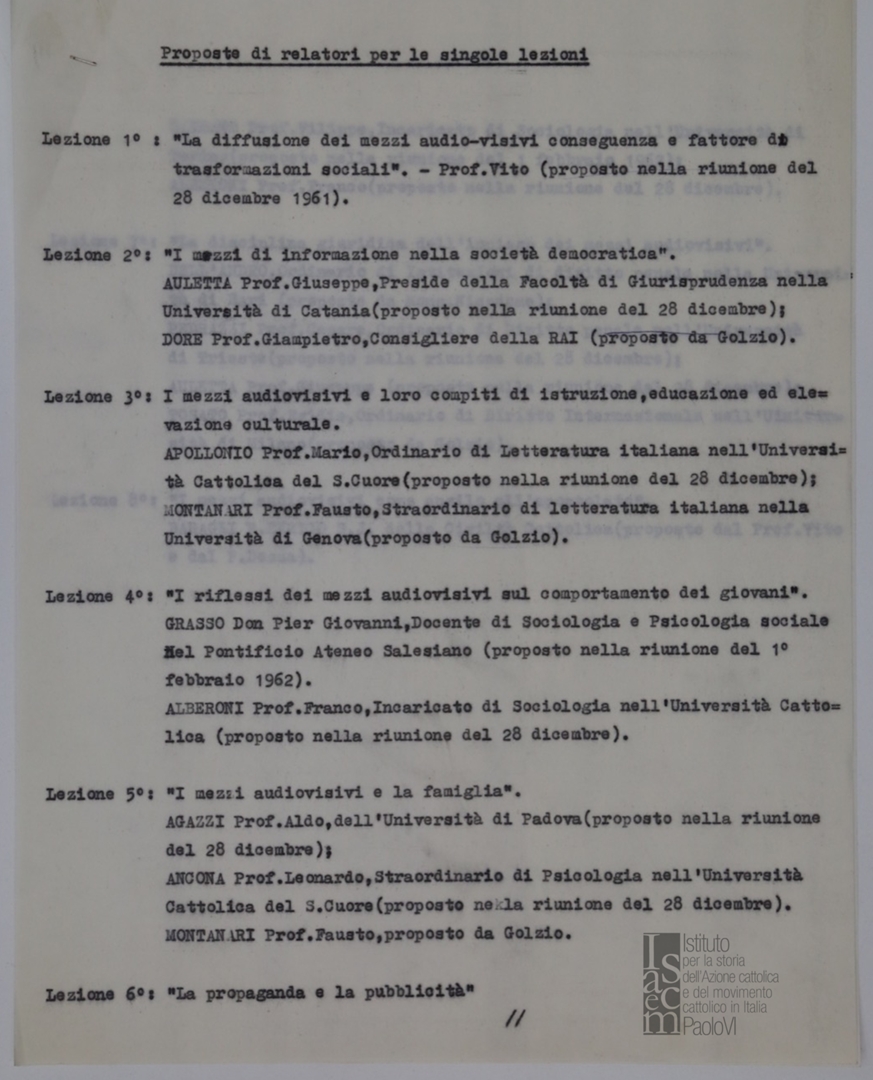 Proposte di relatori per le singole lezioni
Lezione 1° : "La diffusione dei mezzi audio-visivi conseguenza e fattore di
trasformazioni sociali". - Prof.Vito (proposto nella riunione del
28 dicembre 1961).
Lezione 2°: "I mezzi di informazione nella società democratica".
AULETTA Prof.Giuseppe,Preside della Facoltà di Giurisprudenza nella
Università di Catania(proposto nella riunione del 28 dicembre);
DORE Prof.Giampietro,Consigliere della RAI (proposto da Golzio).
Lezione 3°: I mezzi audiovisivi e loro compiti di istruzione,educazione ed ele=
vazione culturale.
APOLLONIO Prof.Mario,Ordinario di Letteratura italiana nell'Universi=
tà Cattolica del S.Cuore(proposto nella riunione del 28 dicembre);
MONTANARI Prof.Fausto,Straordinario di letteratura italiana nella
Università di Genova(proposto da Golzio).
Lezione 4°: "I riflessi dei mezzi audiovisivi sul comportamento dei giovani".
GRASSO Don Pier Giovanni,Docente di Sociologia e Psicologia sociale
nel Pontificio Ateneo Salesiano (proposto nella riunione del 1°
febbraio 1962).
ALBERONI Prof.Franco,Incaricato di Sociologia nell'Università Catto=
lica (proposto nella riunione del 28 dicembre).
Lezione 5°: "I mezzi audiovisivi e la famiglia".
AGAZZI Prof.Aldo,dell'Università di Padova(proposto nella riunione
del 28 dicembre);
ANCONA Prof.Leonardo,Straordinario di Psicologia nell'Università
Cattolica del S.Cuore(proposto nella riunione del 28 dicembre).
MONTANARI Prof.Fausto,proposto da Golzio.
Lezione 6°: "La propaganda e la pubblicità"
11
Isacem
Istituto
per la storia
dell'Azione cattolica
e del movimento
cattolico in Italia
PaoloVI